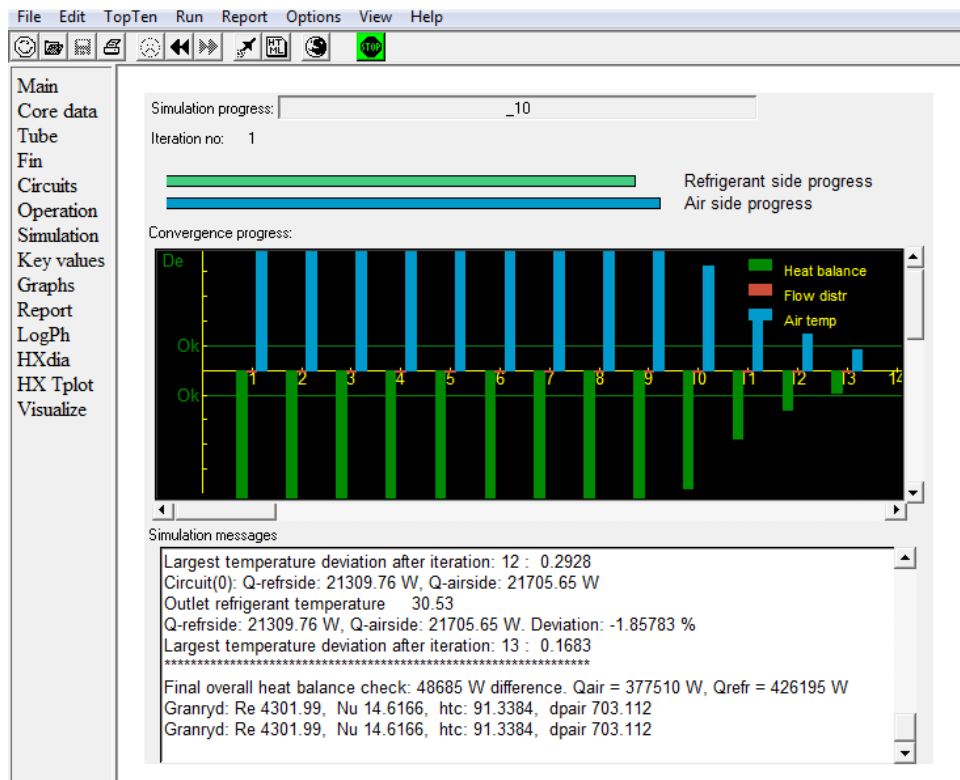 File Edit TopTen Run Report Options View Help
HT ML STOP
Main
Core data
Tube
Fin
Circuits
Operation
Simulation
Key values
Graphs
Report
LogPh
HXdia
HX Tplot
Visualize
Simulation progress: _10
Iteration no: 1
Refrigerant side progress
Air side progress
Convergence progress:
De
Heat balance
Flow distr
Air temp
Ok
1 2 3 4 5 6 7 8 9 10 11 12 13 14
Ok
Simulation messages
Largest temperature deviation after iteration: 12 : 0.2928
Circuit(0): Q-refrside: 21309.76 W, Q-airside: 21705.65 W
Outlet refrigerant temperature 30.53
Q-refrside: 21309.76 W, Q-airside: 21705.65 W. Deviation: -1.85783 %
Largest temperature deviation after iteration: 13 : 0.1683
*****************************************************************
Final overall heat balance check: 48685 W difference. Qair = 377510 W, Qrefr = 426195 W
Granryd: Re 4301.99, Nu 14.6166, htc: 91.3384, dpair 703.112
Granryd: Re 4301.99, Nu 14.6166, htc: 91.3384, dpair 703.112